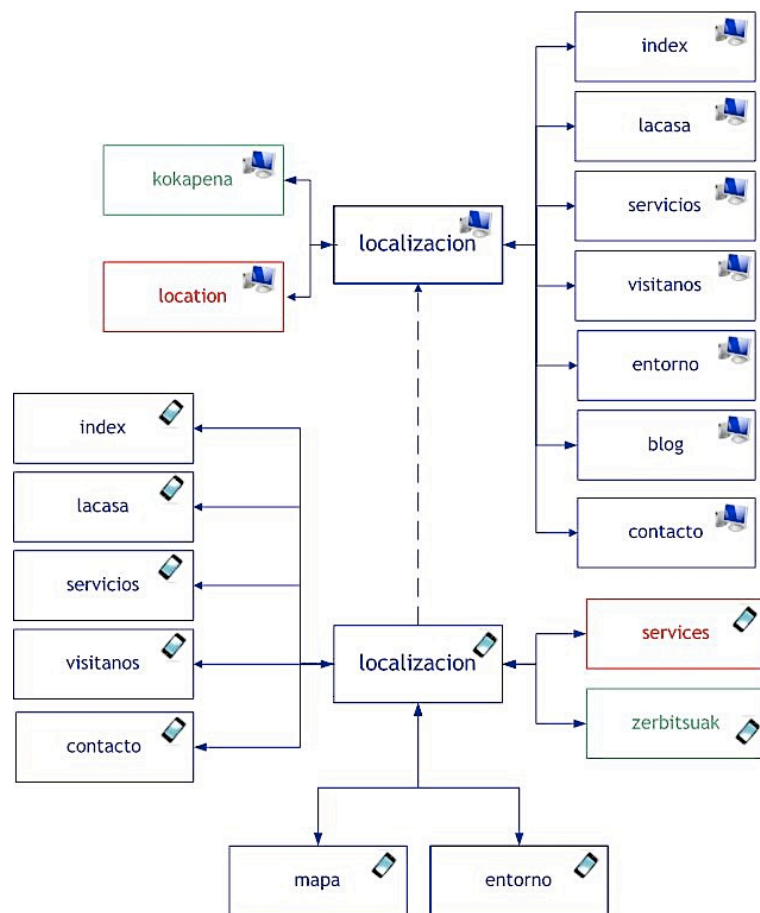 index
lacasa
kokapena
servicios
localizacion
location
visitanos
entorno
index
blog
lacasa
contacto
servicios
services
visitanos
localizacion
zerbitsuak
contacto
mapa
entorno